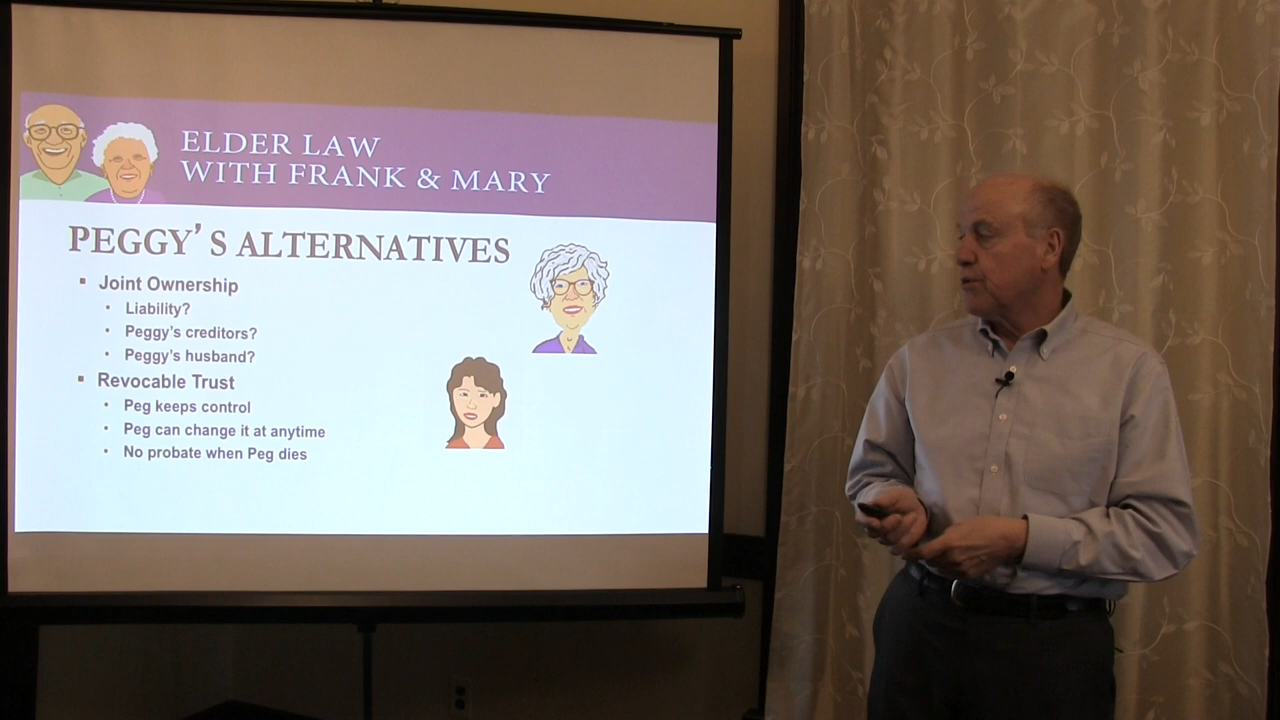 ELDER LAW
WITH FRANK & MARY
PEGGY'S ALTERNATIVES
▪ Joint Ownership
• Liability?
• Peggy's creditors?
• Peggy's husband?
▪ Revocable Trust
• Peg keeps control
• Peg can change it at anytime
• No probate when Peg dies